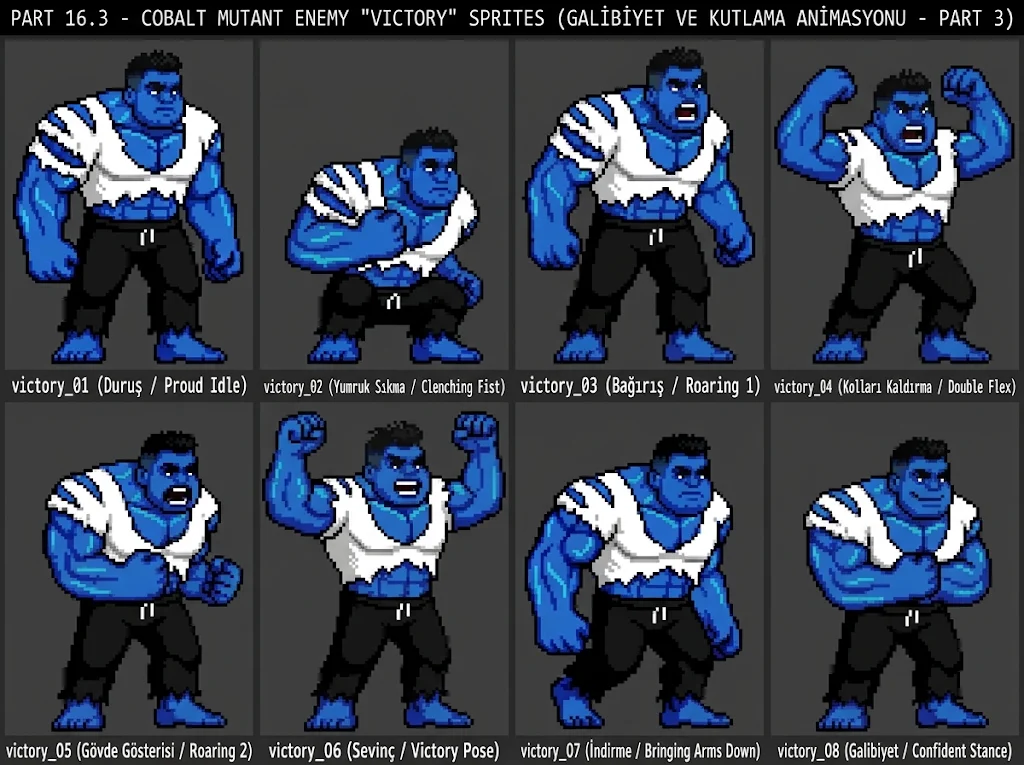 PART 16.3 - COBALT MUTANT ENEMY "VICTORY" SPRITES (GALİBİYET VE KUTLAMA ANİMASYONU - PART 3)
victory_01 (Duruş / Proud Idle)
victory_02 (Yumruk Sıkma / Clenching Fist)
victory_03 (Bağırış / Roaring 1)
victory_04 (Kolları Kaldırma / Double Flex)
victory_05 (Gövde Gösterisi / Roaring 2)
victory_06 (Sevinç / Victory Pose)
victory_07 (İndirme / Bringing Arms Down)
victory_08 (Galibiyet / Confident Stance)